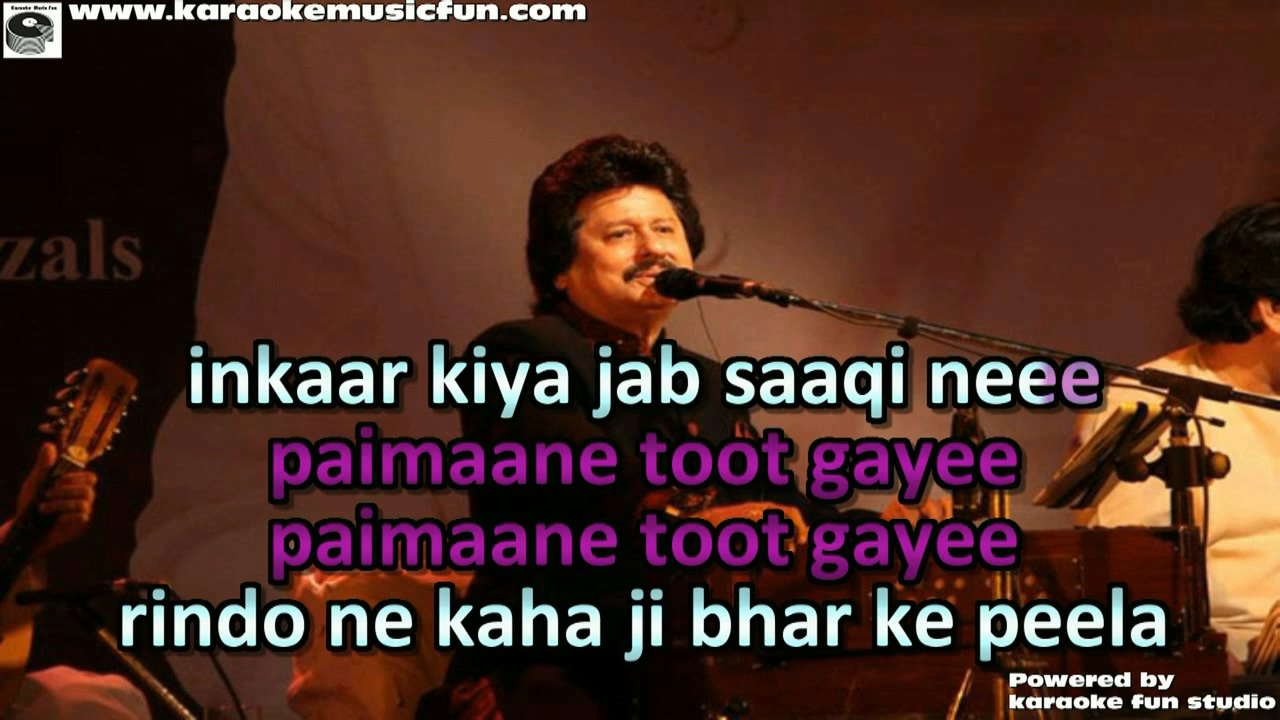 www.karaokemusicfun.com
zals
inkaar kiya jab saaqi neee
paimaane toot gayee
paimaane toot gayee
rindo ne kaha ji bhar ke peela
Powered by
karaoke fun studio